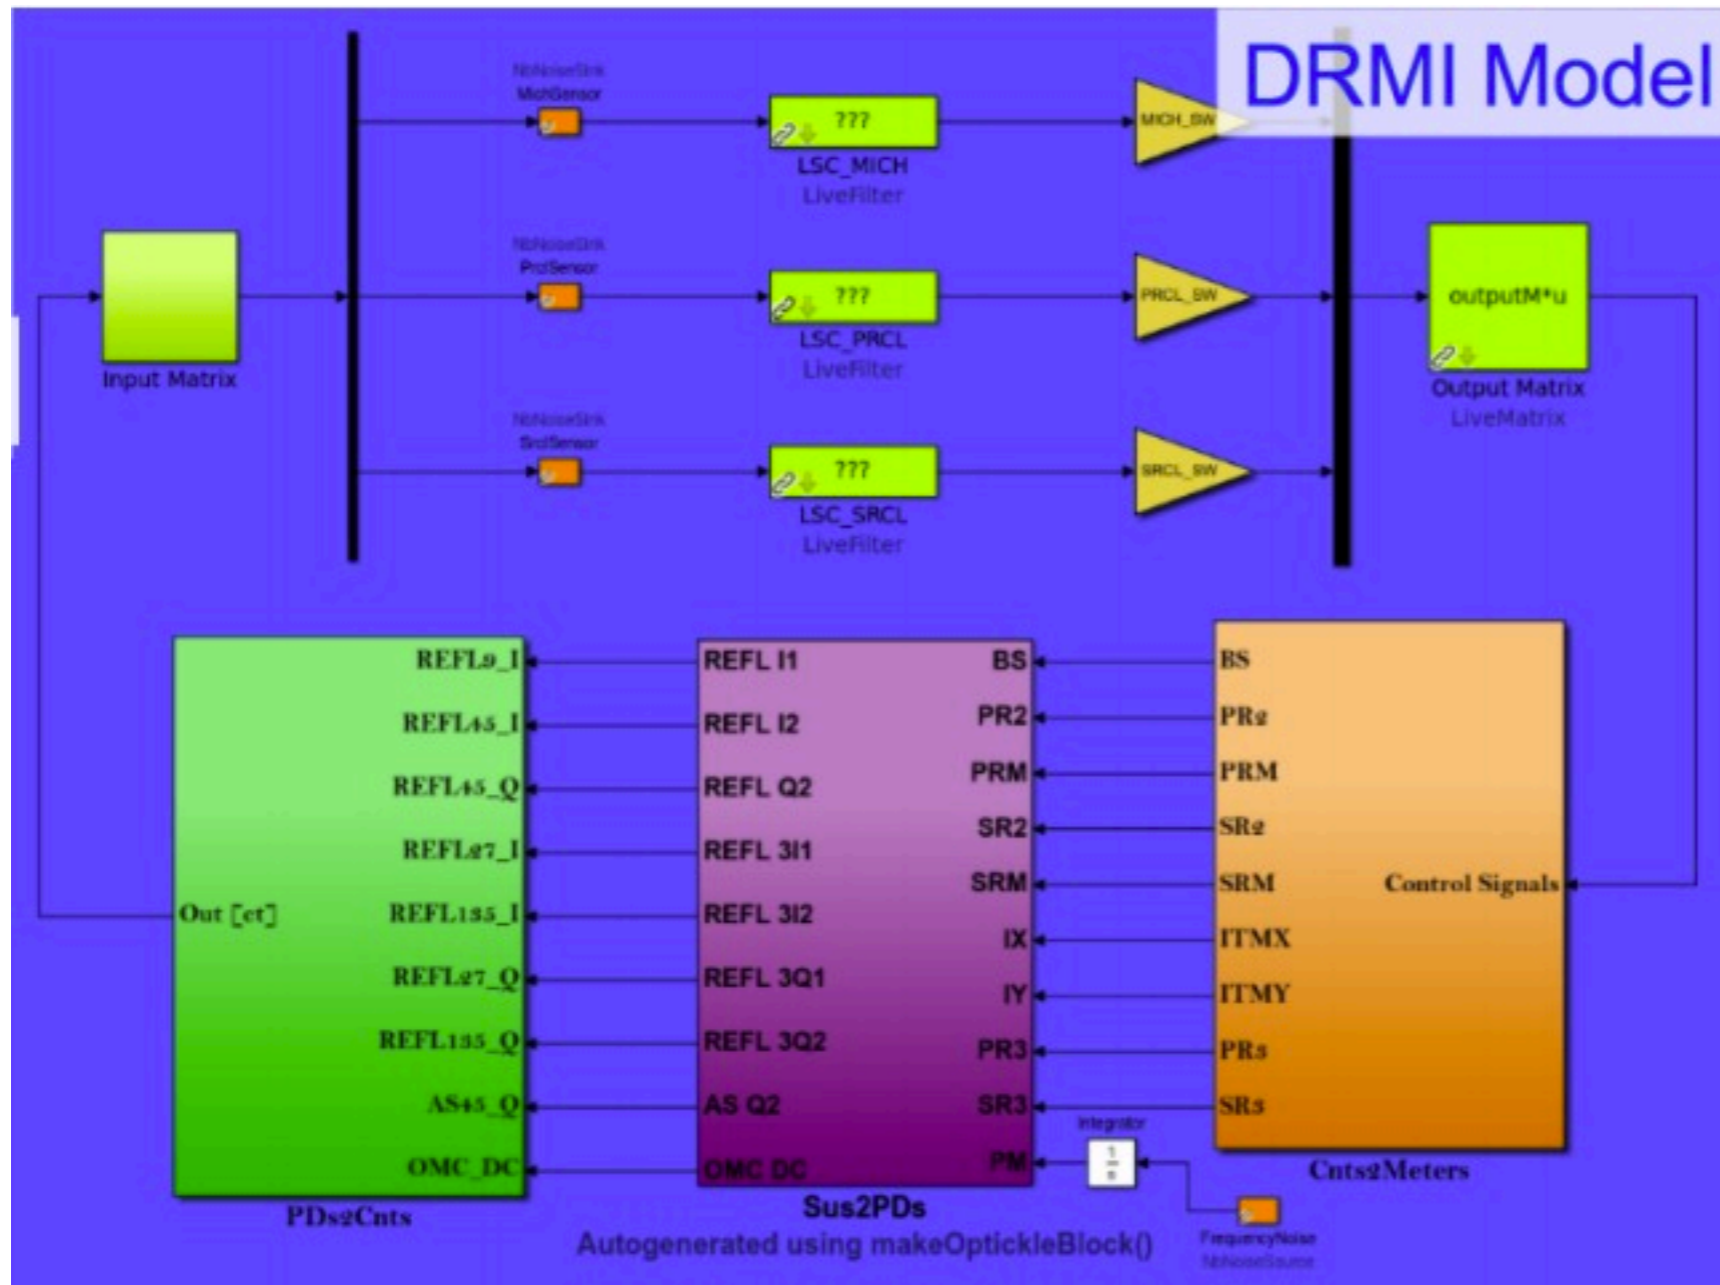 DRMI Model
NbNoiseSink
MichSensor
???
LSC_MICH
LiveFilter
MICH_SW
NbNoiseSink
PrclSensor
???
LSC_PRCL
LiveFilter
PRCL_SW
NbNoiseSink
SrclSensor
???
LSC_SRCL
LiveFilter
SRCL_SW
Input Matrix
outputM*u
Output Matrix
LiveMatrix
REFL9_I
REFL45_I
REFL45_Q
REFL27_I
REFL135_I
REFL27_Q
REFL135_Q
AS45_Q
OMC_DC
Out [ct]
PDs2Cnts
REFL I1
REFL I2
REFL Q2
REFL 3I1
REFL 3I2
REFL 3Q1
REFL 3Q2
AS Q2
OMC DC
BS
PR2
PRM
SR2
SRM
IX
IY
PR3
SR3
PM
Sus2PDs
Autogenerated using makeOptickleBlock()
Integrator
1
s
BS
PR2
PRM
SR2
SRM
ITMX
ITMY
PR3
SR3
Control Signals
Cnts2Meters
FrequencyNoise
NbNoiseSource